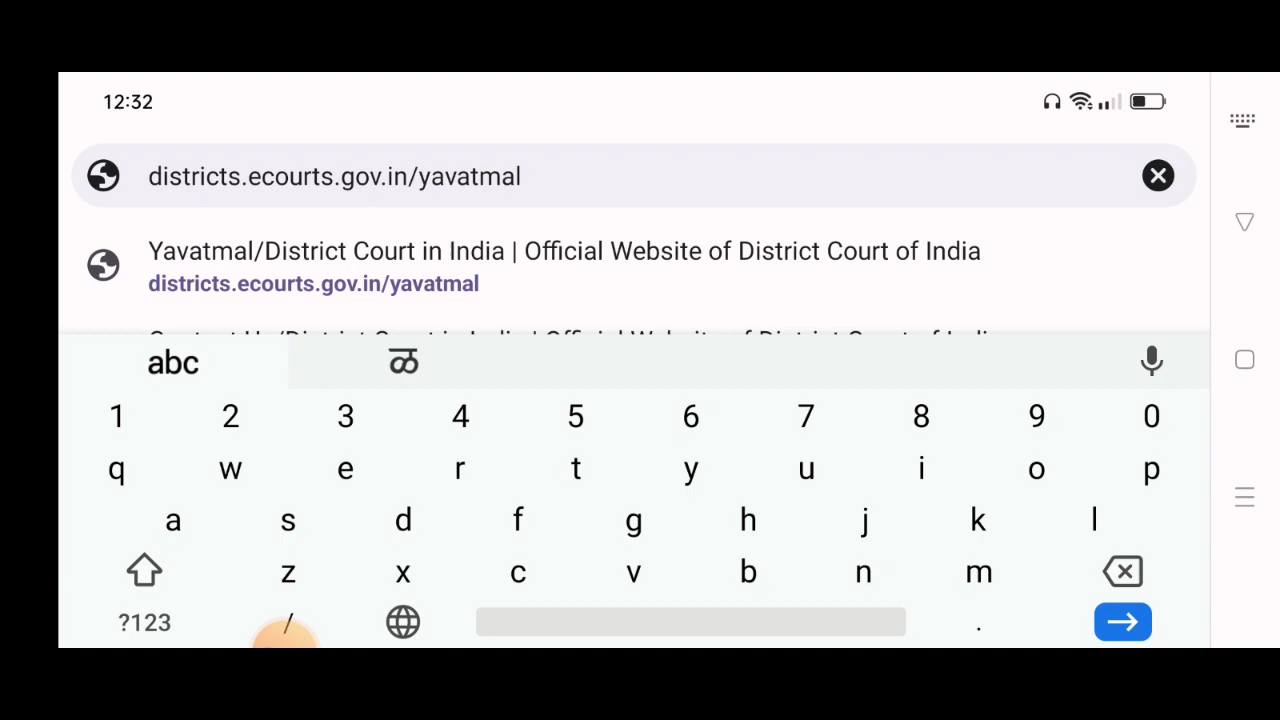 12:32
districts.ecourts.gov.in/yavatmal
Yavatmal/District Court in India | Official Website of District Court of India
districts.ecourts.gov.in/yavatmal
abc ळ
1 2 3 4 5 6 7 8 9 0
q w e r t y u i o p
a s d f g h j k l
z x c v b n m
?123 / .